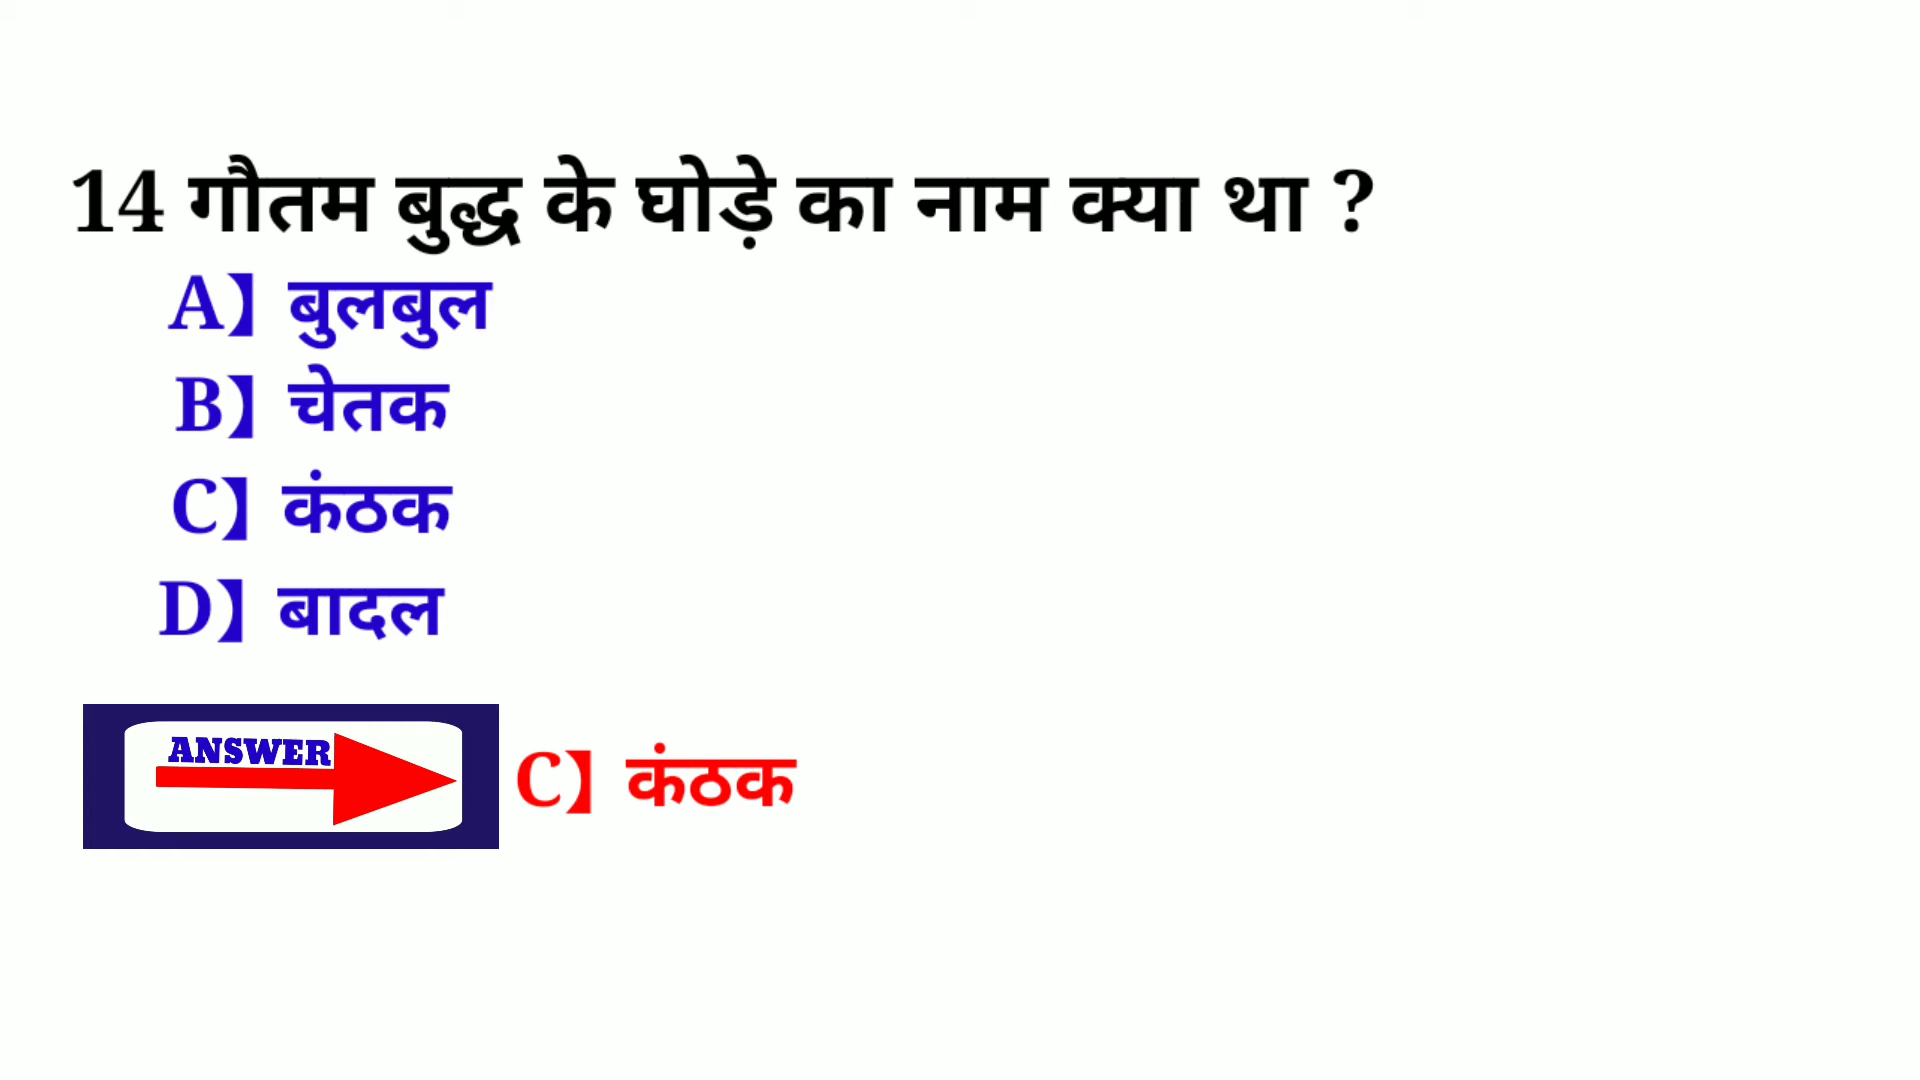 14 गौतम बुद्ध के घोड़े का नाम क्या था ?
A】बुलबुल
B】चेतक
C】कंठक
D】बादल
ANSWER
C】कंठक